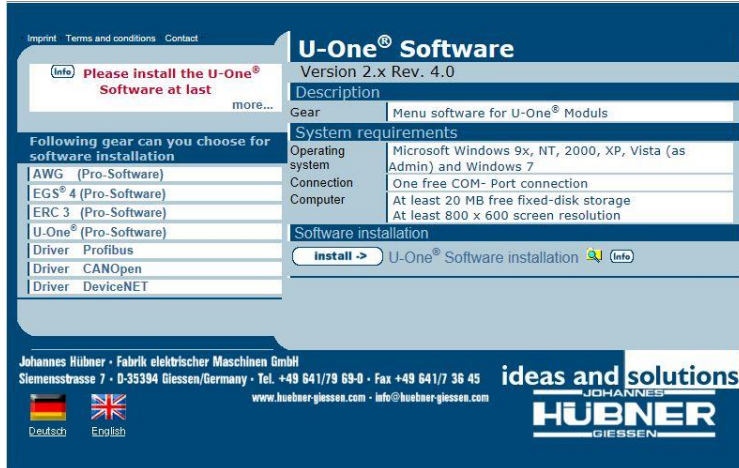 Imprint Terms and conditions Contact
Info Please install the U-One®
Software at last
more...
Following gear can you choose for
software installation
AWG (Pro-Software)
EGS® 4 (Pro-Software)
ERC 3 (Pro-Software)
U-One® (Pro-Software)
Driver Profibus
Driver CANOpen
Driver DeviceNET
U-One® Software
Version 2.x Rev. 4.0
Description
Gear Menu software for U-One® Moduls
System requirements
Operating system Microsoft Windows 9x, NT, 2000, XP, Vista (as
Admin) and Windows 7
Connection One free COM- Port connection
Computer At least 20 MB free fixed-disk storage
At least 800 x 600 screen resolution
Software installation
install -> U-One® Software installation Info
Johannes Hübner · Fabrik elektrischer Maschinen GmbH
Siemensstrasse 7 · D-35394 Giessen/Germany · Tel. +49 641/79 69-0 · Fax +49 641/7 36 45
www.huebner-giessen.com · info@huebner-giessen.com
Deutsch English
ideas and solutions
JOHANNES
HÜBNER
GIESSEN